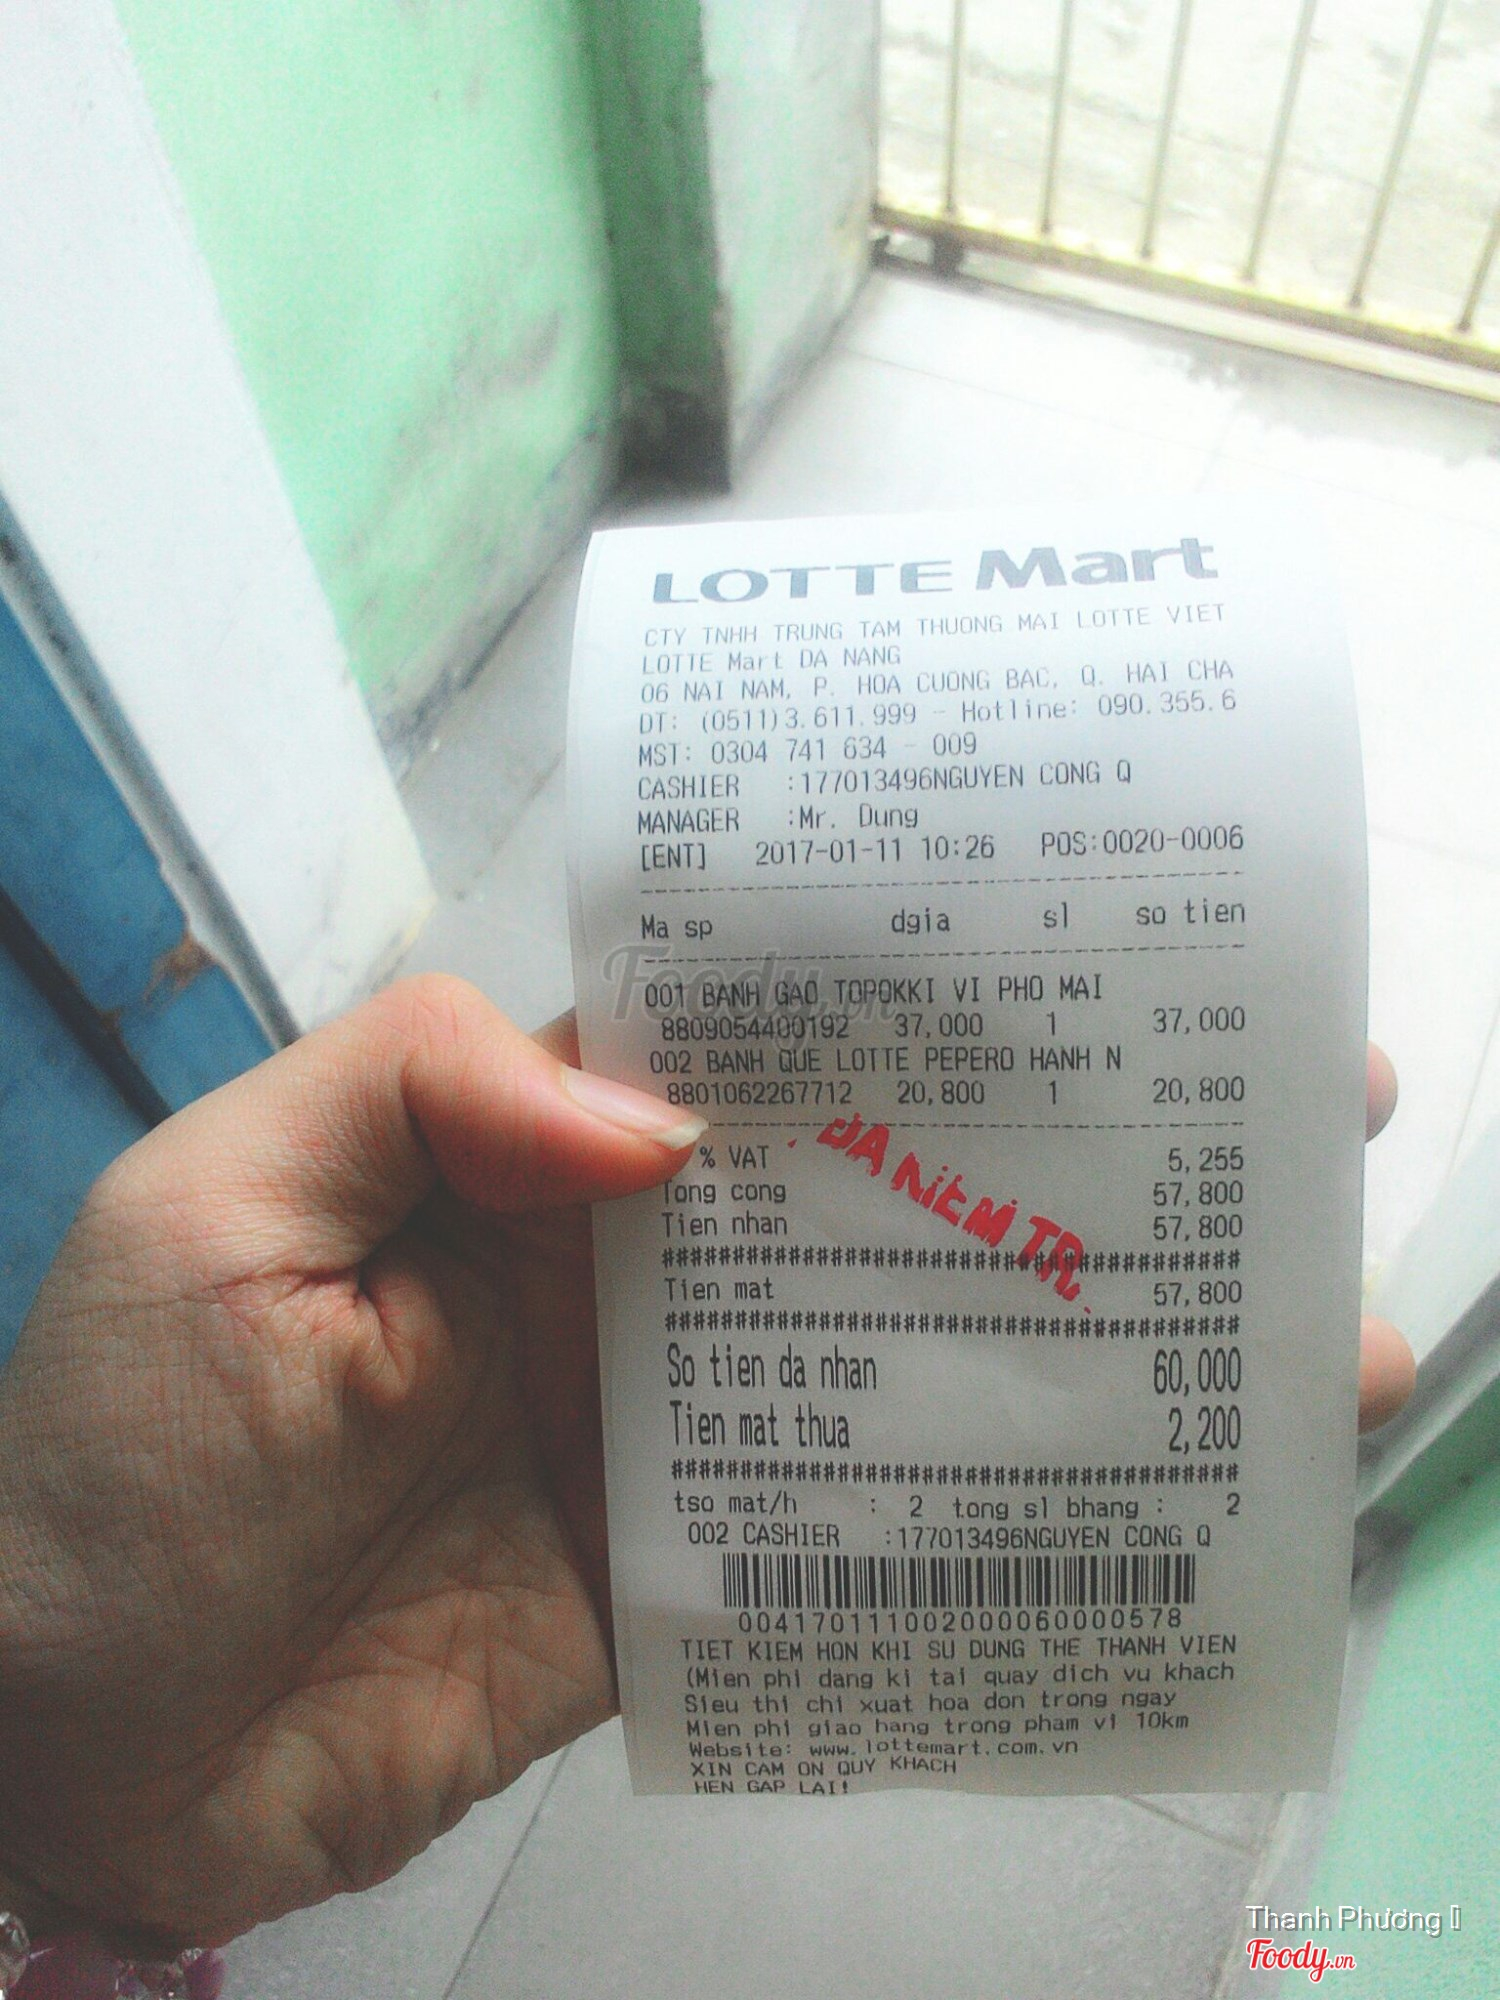 LOTTE Mart
CTY TNHH TRUNG TAM THUONG MAI LOTTE VIET
LOTTE Mart DA NANG
06 NAI NAM, P. HOA CUONG BAC, Q. HAI CHA
DT: (0511)3.611.999 - Hotline: 090.355.6
MST: 0304 741 634 - 009
CASHIER :177013496NGUYEN CONG Q
MANAGER :Mr. Dung
[ENT] 2017-01-11 10:26 POS:0020-0006
Ma sp dgia sl so tien
001 BANH GAO TOPOKKI VI PHO MAI
8809054400192 37,000 1 37,000
002 BANH QUE LOTTE PEPERO HANH N
8801062267712 20,800 1 20,800
% VAT 5,255
Tong cong 57,800
Tien nhan 57,800
#########################################
Tien mat 57,800
#########################################
So tien da nhan 60,000
Tien mat thua 2,200
#########################################
tso mat/h : 2 tong sl bhang : 2
002 CASHIER :177013496NGUYEN CONG Q
004170111002000060000578
TIET KIEM HON KHI SU DUNG THE THANH VIEN
(Mien phi dang ki tai quay dich vu khach
Sieu thi chi xuat hoa don trong ngay
Mien phi giao hang trong pham vi 10km
Website: www.lottemart.com.vn
XIN CAM ON QUY KHACH
HEN GAP LAI!
ĐA NIEM TR.
Foody.vn
Thanh Phương
Foody.vn